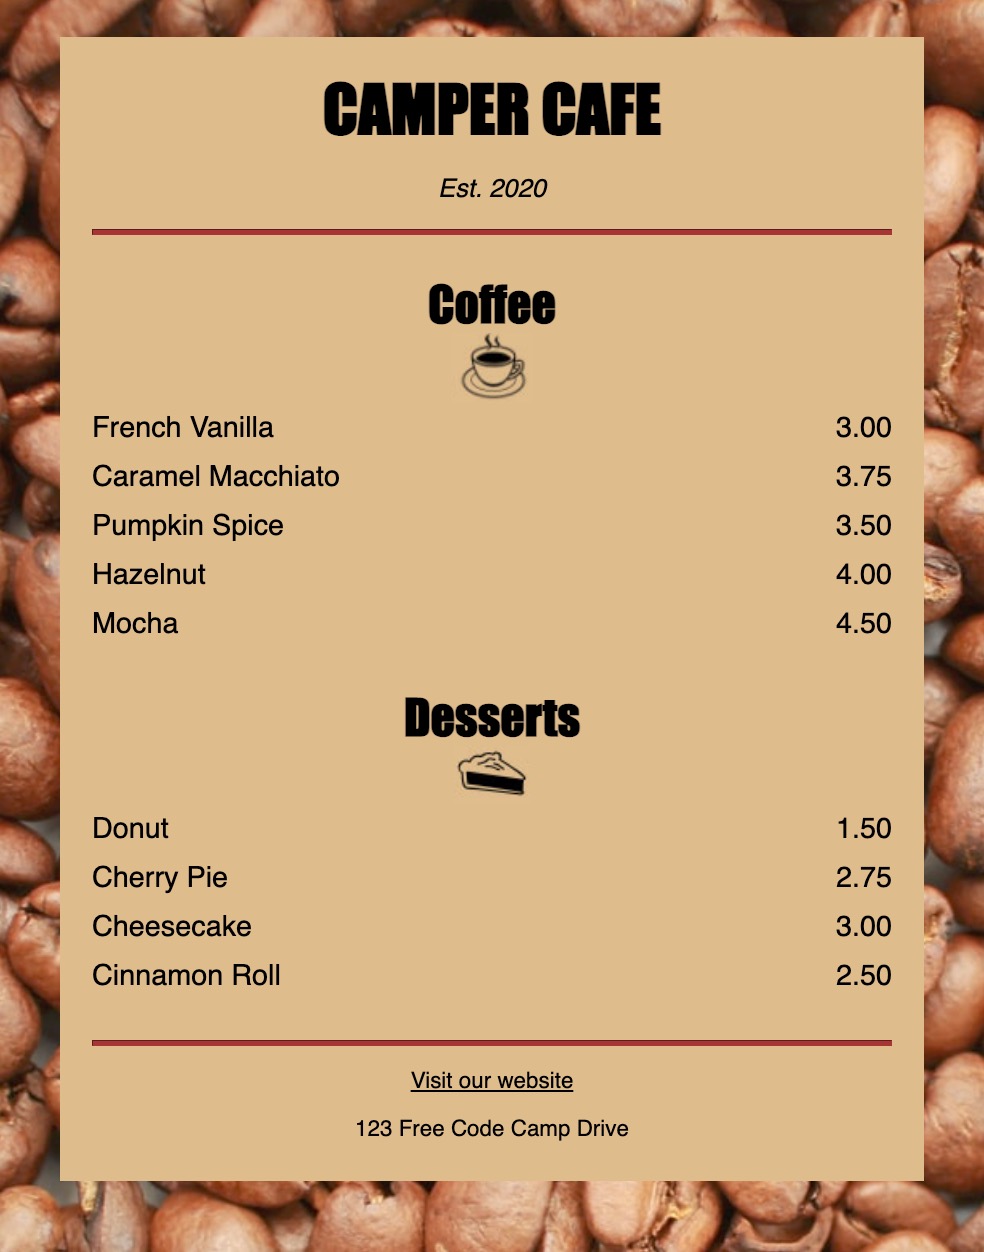 CAMPER CAFE
Est. 2020
Coffee
French Vanilla 3.00
Caramel Macchiato 3.75
Pumpkin Spice 3.50
Hazelnut 4.00
Mocha 4.50
Desserts
Donut 1.50
Cherry Pie 2.75
Cheesecake 3.00
Cinnamon Roll 2.50
Visit our website
123 Free Code Camp Drive